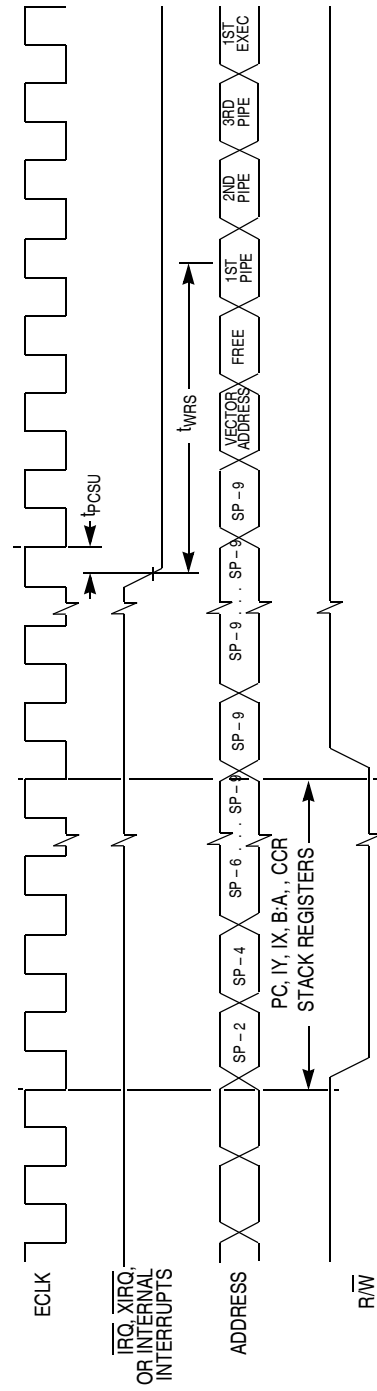 ECLK
tPCSU
IRQ, XIRQ,
OR INTERNAL
INTERRUPTS
tWRS
ADDRESS
SP – 2
SP – 4
SP – 6 . . . SP – 9
SP – 9
SP – 9 . . . SP – 9
SP – 9
VECTOR
ADDRESS
FREE
1ST
PIPE
2ND
PIPE
3RD
PIPE
1ST
EXEC
PC, IY, IX, B:A, , CCR
STACK REGISTERS
R/W